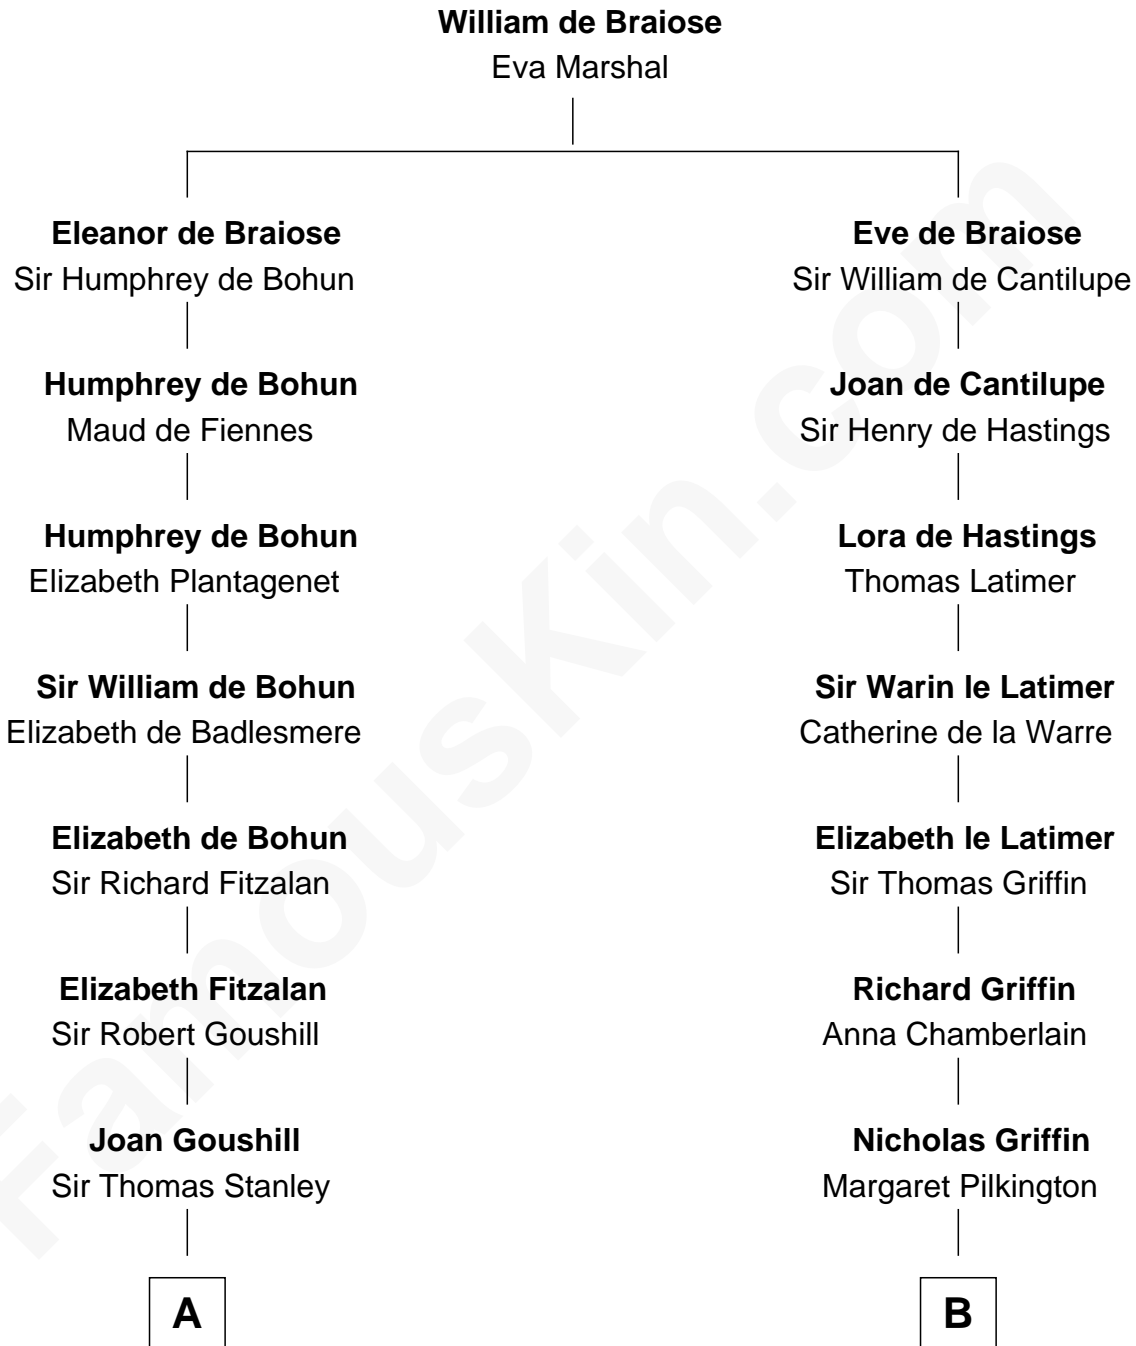 William de Braiose
Eva Marshal
Eleanor de Braiose
Sir Humphrey de Bohun
Eve de Braiose
Sir William de Cantilupe
Humphrey de Bohun
Maud de Fiennes
Joan de Cantilupe
Sir Henry de Hastings
Humphrey de Bohun
Elizabeth Plantagenet
Lora de Hastings
Thomas Latimer
Sir William de Bohun
Elizabeth de Badlesmere
Sir Warin le Latimer
Catherine de la Warre
Elizabeth de Bohun
Sir Richard Fitzalan
Elizabeth le Latimer
Sir Thomas Griffin
Elizabeth Fitzalan
Sir Robert Goushill
Richard Griffin
Anna Chamberlain
Joan Goushill
Sir Thomas Stanley
Nicholas Griffin
Margaret Pilkington
A
B
FamousKin.com